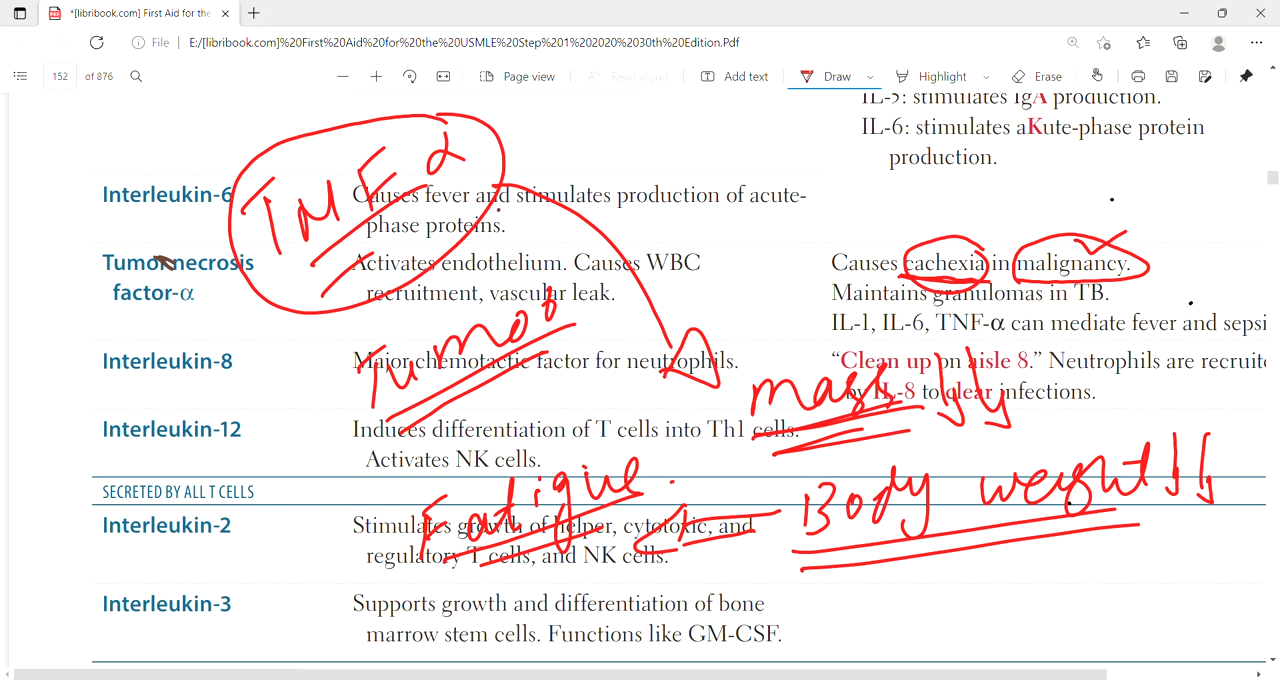 *[libribook.com] First Aid for the
File
E:/[libribook.com]%20First%20Aid%20for%20the%20USMLE%20Step%201%202020%2030th%20Edition.Pdf
152 of 876
Page view
Read aloud
Add text
Draw
Highlight
Erase
IL-5: stimulates IgA production.
IL-6: stimulates aKute-phase protein
production.
TNF α
Interleukin-6
Causes fever and stimulates production of acute-
phase proteins.
Tumor necrosis
factor-α
Activates endothelium. Causes WBC
recruitment, vascular leak.
Causes cachexia in malignancy.
Maintains granulomas in TB.
IL-1, IL-6, TNF-α can mediate fever and sepsi
Tumor
Interleukin-8
Major chemotactic factor for neutrophils.
“Clean up on aisle 8.” Neutrophils are recruite
by IL-8 to clear infections.
mass ↓↓
Interleukin-12
Induces differentiation of T cells into Th1 cells.
Activates NK cells.
Fatigue
Body weight ↓↓
SECRETED BY ALL T CELLS
Interleukin-2
Stimulates growth of helper, cytotoxic, and
regulatory T cells, and NK cells.
Interleukin-3
Supports growth and differentiation of bone
marrow stem cells. Functions like GM-CSF.